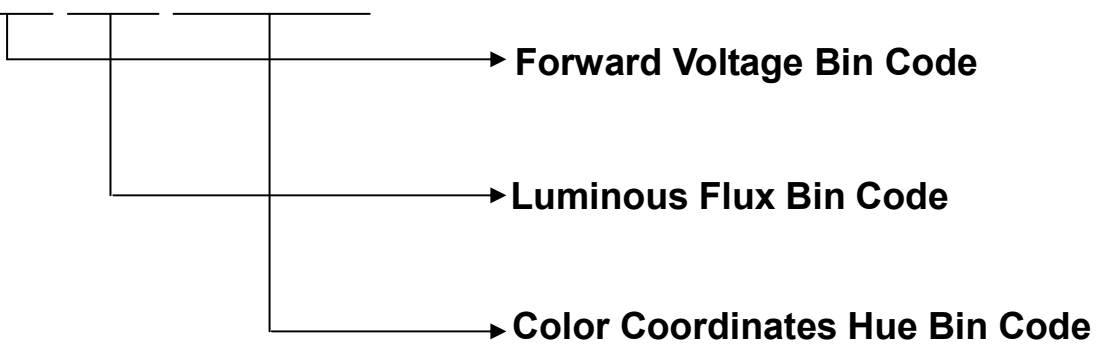 Forward Voltage Bin Code
Luminous Flux Bin Code
Color Coordinates Hue Bin Code